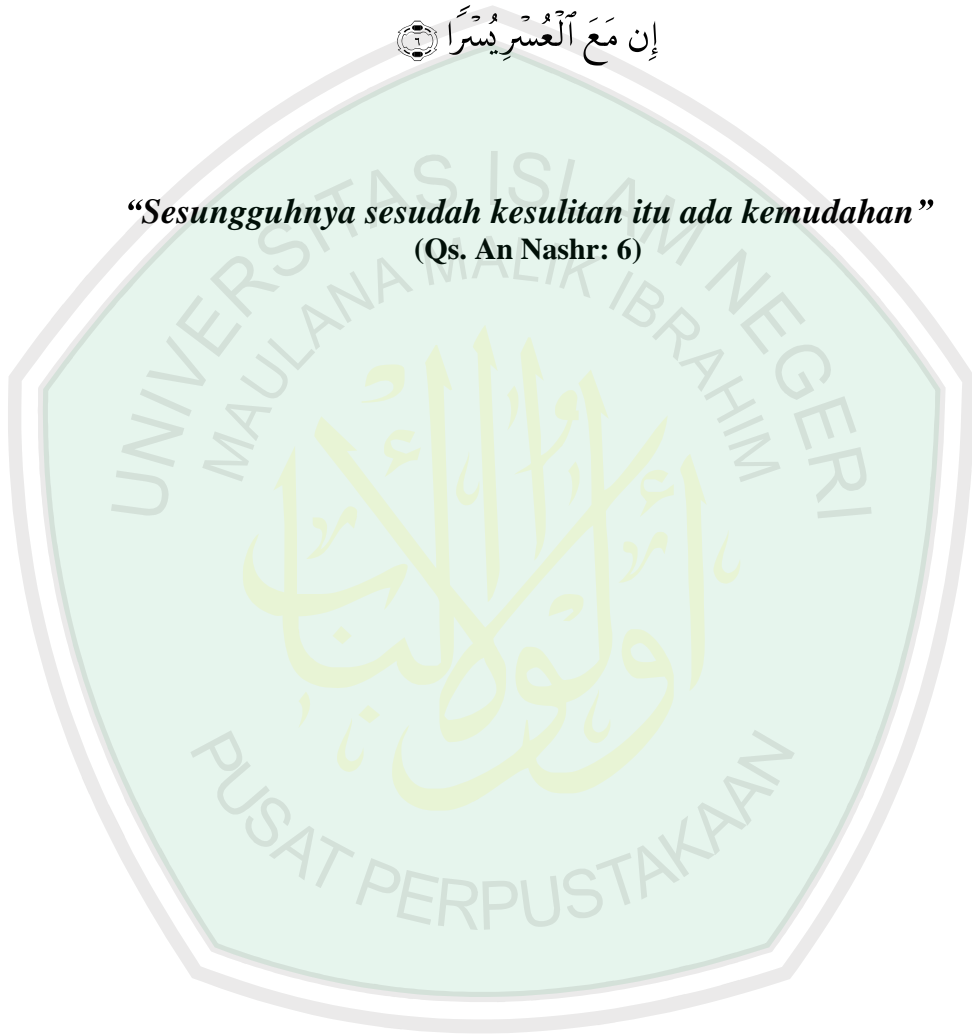 إِن مَعَ ٱلْعُسْرِ يُسْرًا ۝٦
“Sesungguhnya sesudah kesulitan itu ada kemudahan”
(Qs. An Nashr: 6)
UNIVERSITAS ISLAM NEGERI
MAULANA MALIK IBRAHIM
PUSAT PERPUSTAKAAN